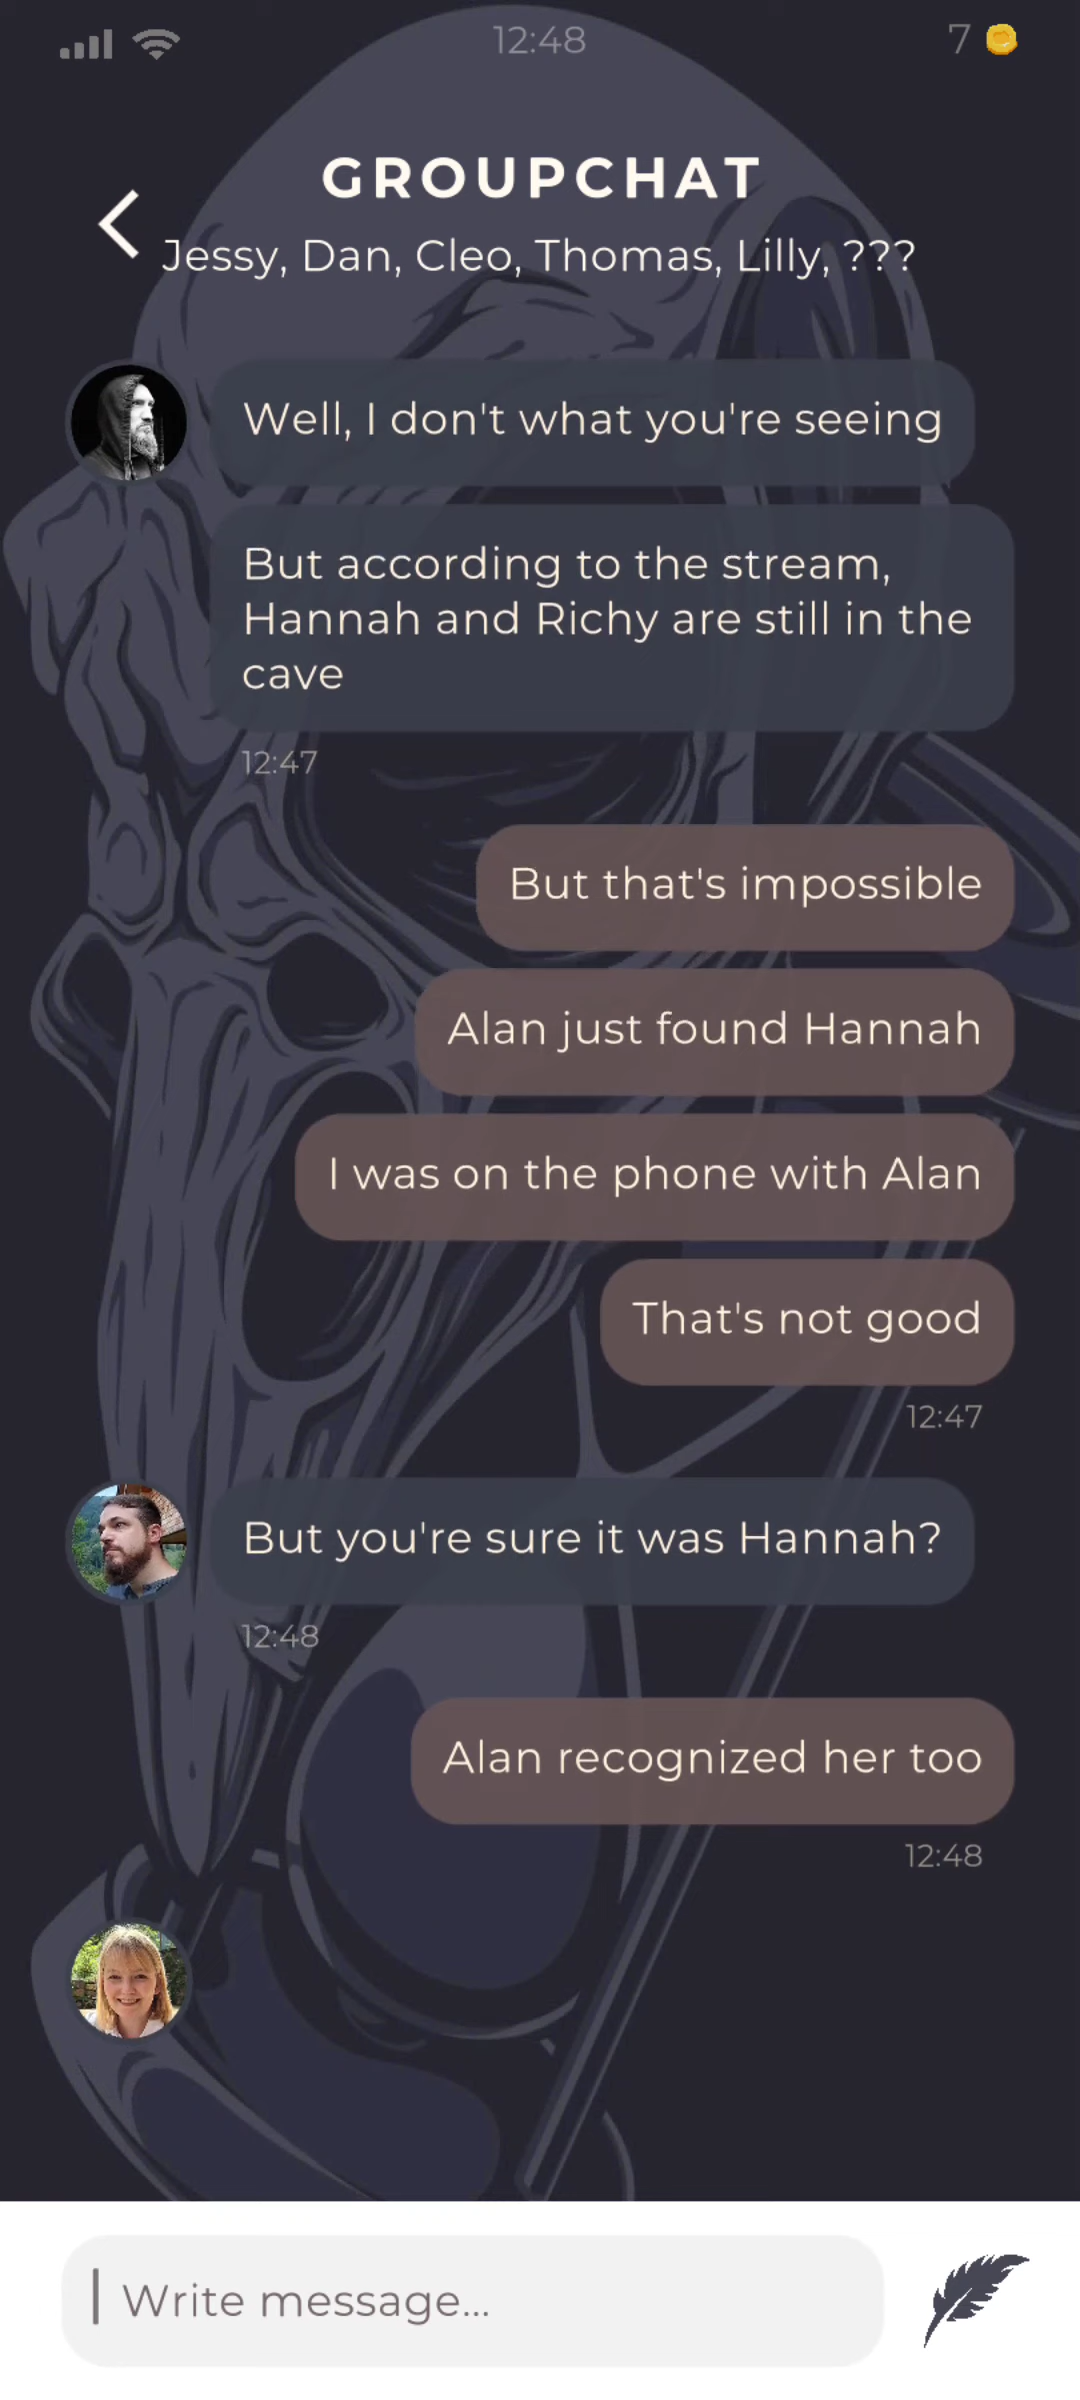 12:48
7
GROUPCHAT
Jessy, Dan, Cleo, Thomas, Lilly, ???
Well, I don't what you're seeing
But according to the stream,
Hannah and Richy are still in the
cave
12:47
But that's impossible
Alan just found Hannah
I was on the phone with Alan
That's not good
12:47
But you're sure it was Hannah?
12:48
Alan recognized her too
12:48
Write message...